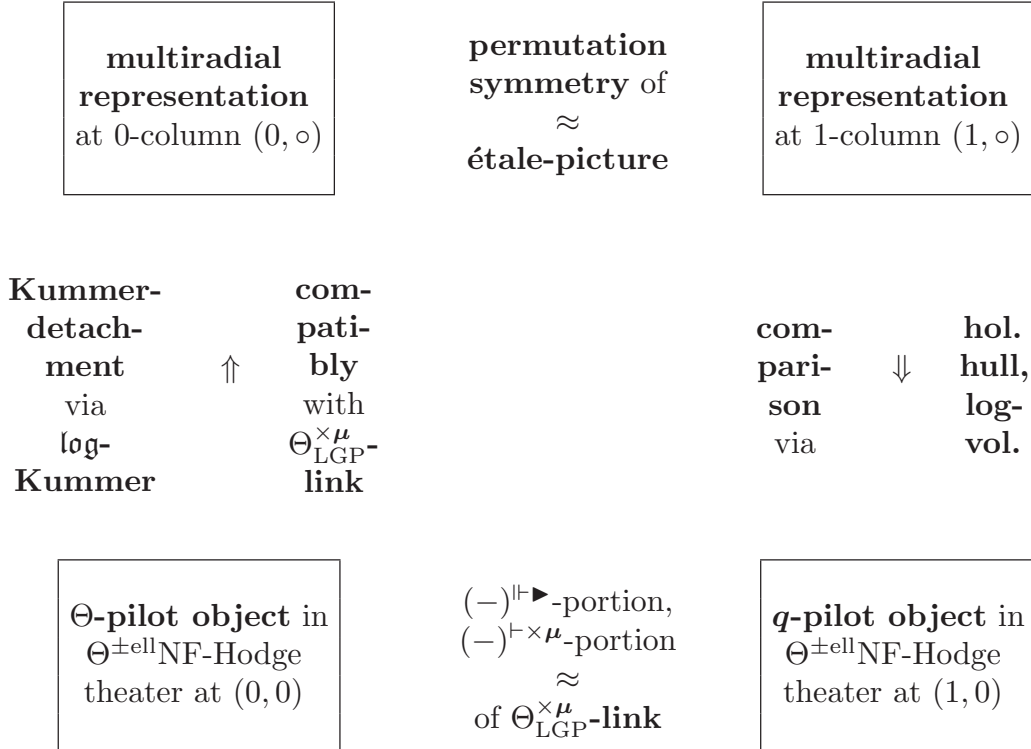 multiradial
representation
at 0-column (0, ∘)
permutation
symmetry of
≈
étale-picture
multiradial
representation
at 1-column (1, ∘)
Kummer-
detach-
ment
via
𝔩𝔬𝔤-
Kummer
⇑
com-
pati-
bly
with
Θ^{×μ}_{LGP}-
link
com-
pari-
son
via
⇓
hol.
hull,
log-
vol.
Θ-pilot object in
Θ^{±ell}NF-Hodge
theater at (0, 0)
(−)^{⊩▶}-portion,
(−)^{⊢×μ}-portion
≈
of Θ^{×μ}_{LGP}-link
q-pilot object in
Θ^{±ell}NF-Hodge
theater at (1, 0)